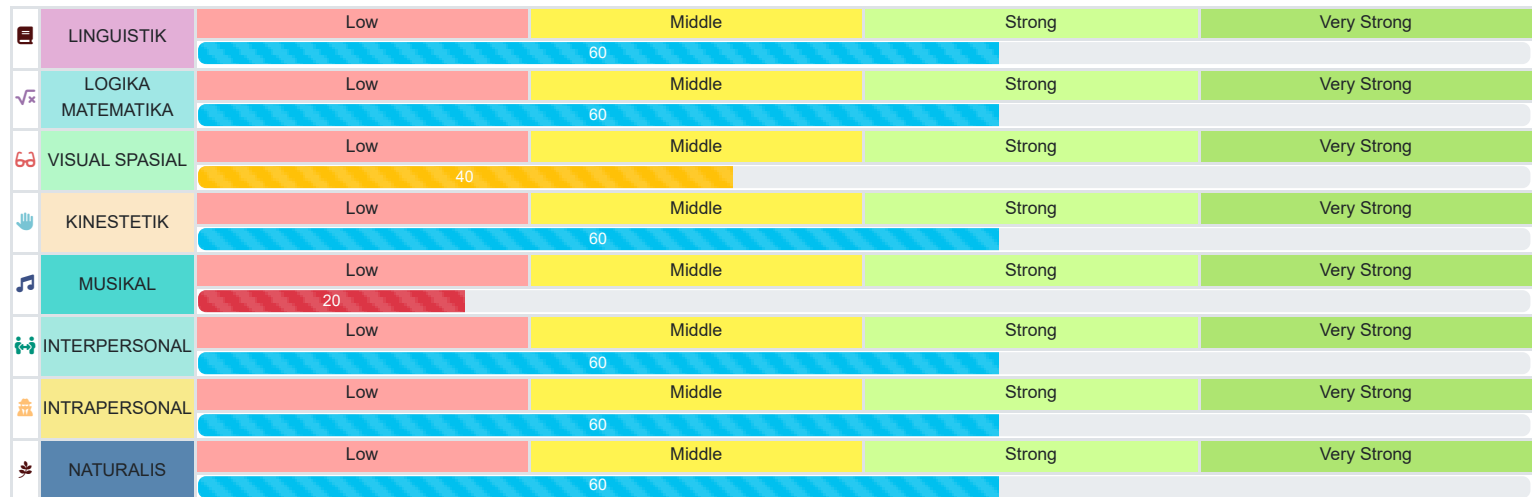 LINGUISTIK
Low Middle Strong Very Strong
60
LOGIKA
MATEMATIKA
Low Middle Strong Very Strong
60
VISUAL SPASIAL
Low Middle Strong Very Strong
40
KINESTETIK
Low Middle Strong Very Strong
60
MUSIKAL
Low Middle Strong Very Strong
20
INTERPERSONAL
Low Middle Strong Very Strong
60
INTRAPERSONAL
Low Middle Strong Very Strong
60
NATURALIS
Low Middle Strong Very Strong
60